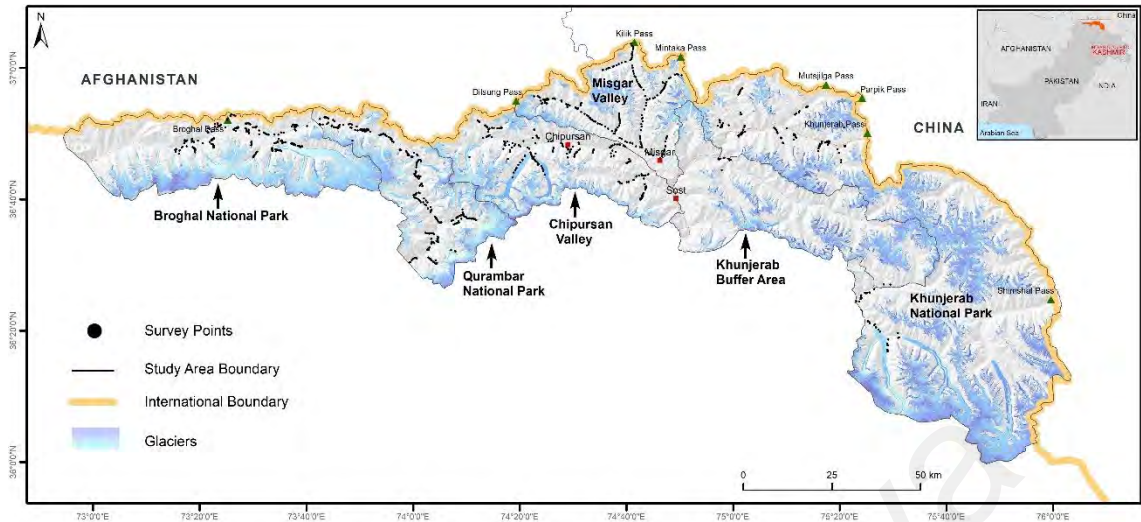 N
China
AFGHANISTAN
KASHMIR
PAKISTAN
INDIA
IRAN
Arabian Sea
Kilik Pass
Mintaka Pass
AFGHANISTAN
Misgar
Valley
Dilsung Pass
Mutsjilga Pass
Purpik Pass
Broghal Pass
Khunjerab Pass
CHINA
Chipursan
Misgar
Sost
Broghal National Park
Chipursan
Valley
Qurambar
National Park
Khunjerab
Buffer Area
Khunjerab
National Park
Shimshal Pass
Survey Points
Study Area Boundary
International Boundary
Glaciers
0 25 50 km
37°0'0"N
36°40'0"N
36°20'0"N
36°0'0"N
73°0'0"E 73°20'0"E 73°40'0"E 74°0'0"E 74°20'0"E 74°40'0"E 75°0'0"E 76°20'0"E 76°40'0"E 76°0'0"E